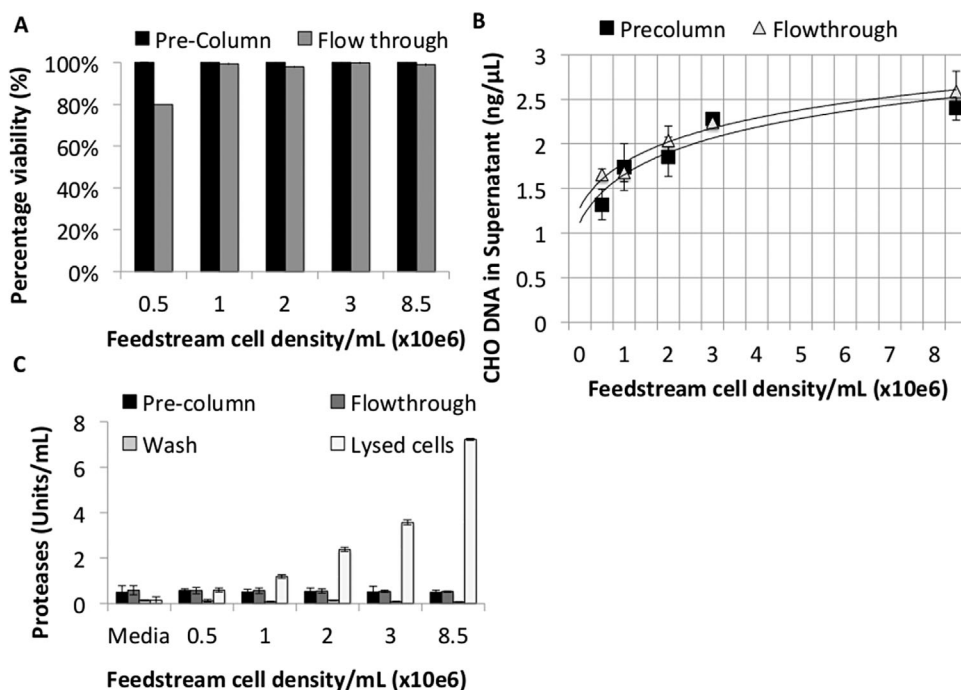 A
Pre-Column Flow through
100%
80%
60%
40%
20%
0%
Percentage viability (%)
0.5 1 2 3 8.5
Feedstream cell density/mL (x10e6)
B
Precolumn Flowthrough
3
2.5
2
1.5
1
0.5
0
CHO DNA in Supernatant (ng/µL)
0 1 2 3 4 5 6 7 8
Feedstream cell density/mL (x10e6)
C
Pre-column Flowthrough
Wash Lysed cells
8
6
4
2
0
Proteases (Units/mL)
Media 0.5 1 2 3 8.5
Feedstream cell density/mL (x10e6)